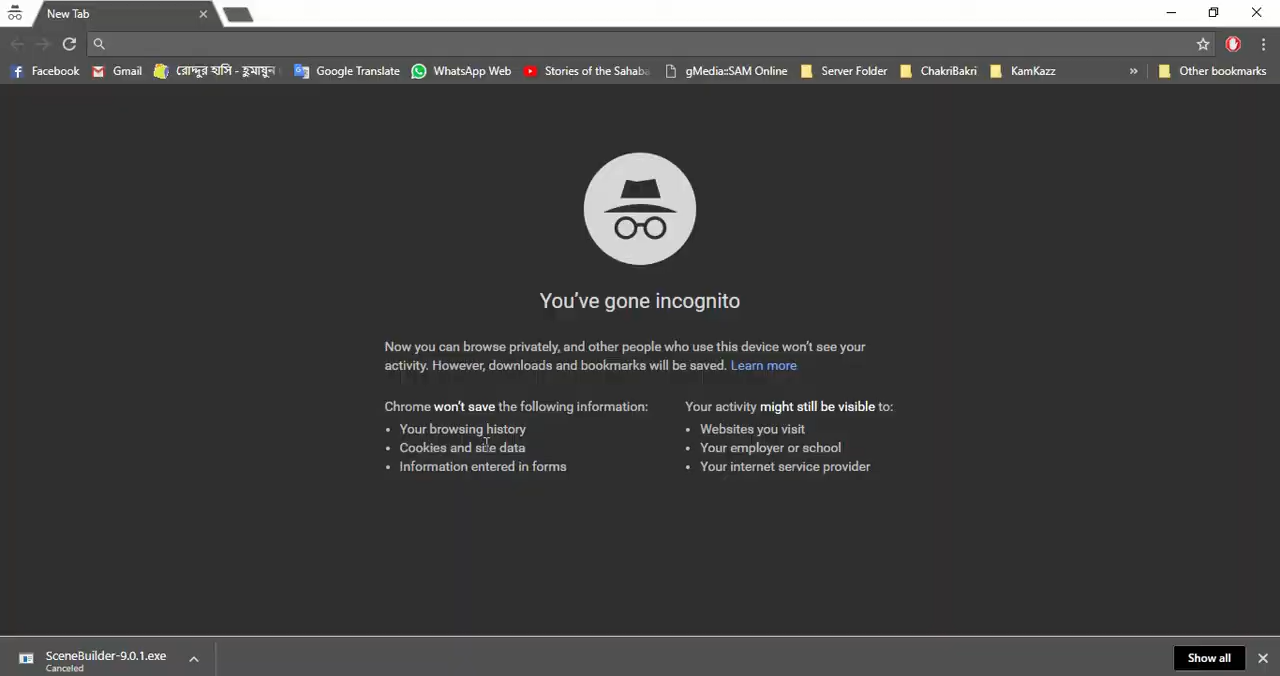 New Tab
Facebook Gmail রোদ্দুর হাসি - হুমায়ুন Google Translate WhatsApp Web Stories of the Sahaba gMedia::SAM Online Server Folder ChakriBakri KamKazz » Other bookmarks
You've gone incognito
Now you can browse privately, and other people who use this device won't see your
activity. However, downloads and bookmarks will be saved. Learn more
Chrome won't save the following information:
• Your browsing history
• Cookies and site data
• Information entered in forms
Your activity might still be visible to:
• Websites you visit
• Your employer or school
• Your internet service provider
SceneBuilder-9.0.1.exe
Canceled
Show all